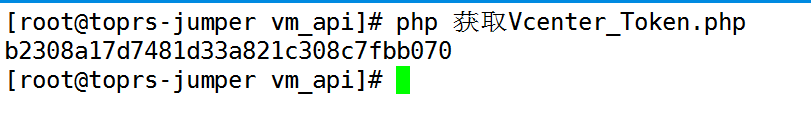 [root@toprs-jumper vm_api]# php 获取Vcenter_Token.php
b2308a17d7481d33a821c308c7fbb070
[root@toprs-jumper vm_api]#